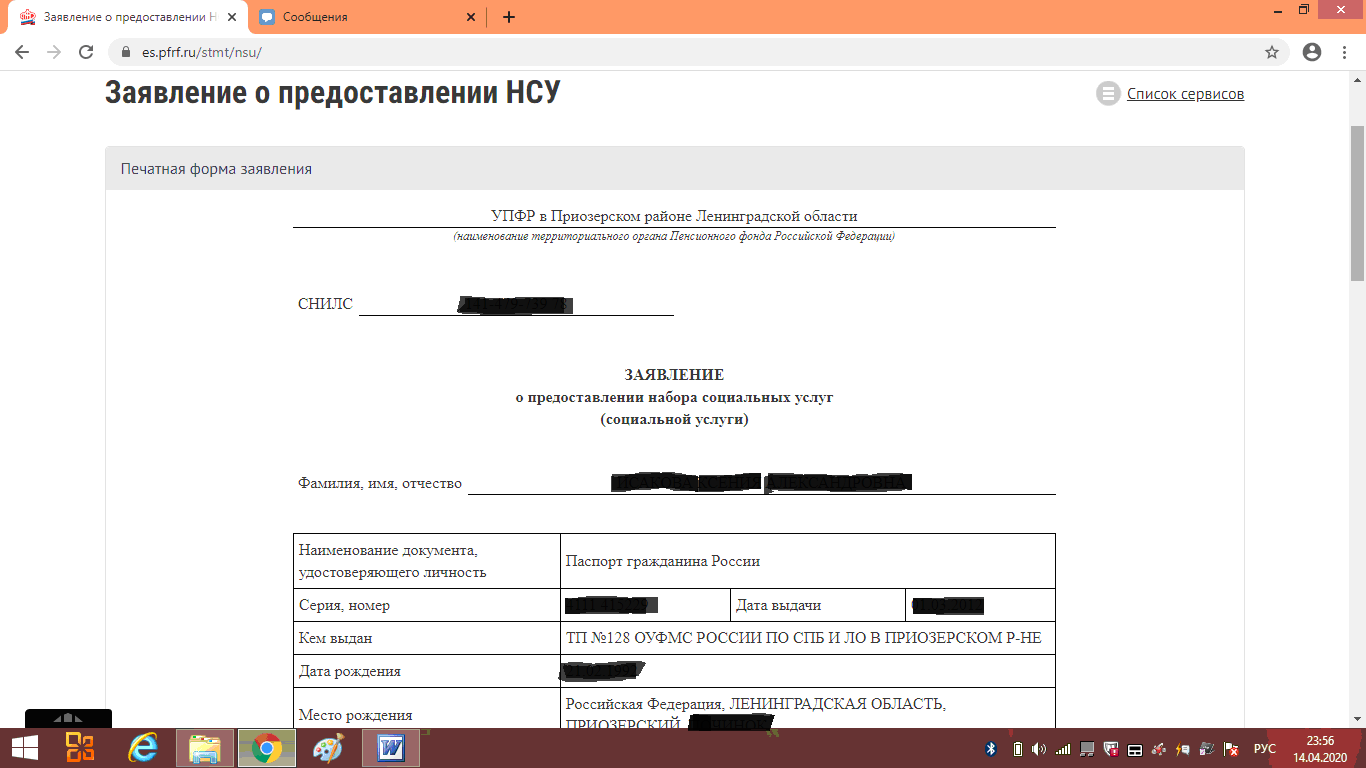 Заявление о предоставлении Н
Сообщения
es.pfrf.ru/stmt/nsu/
Заявление о предоставлении НСУ
Список сервисов
Печатная форма заявления
УПФР в Приозерском районе Ленинградской области
(наименование территориального органа Пенсионного фонда Российской Федерации)
СНИЛС
ЗАЯВЛЕНИЕ
о предоставлении набора социальных услуг
(социальной услуги)
Фамилия, имя, отчество
Наименование документа,
удостоверяющего личность
Паспорт гражданина России
Серия, номер
Дата выдачи
Кем выдан
ТП №128 ОУФМС РОССИИ ПО СПБ И ЛО В ПРИОЗЕРСКОМ Р-НЕ
Дата рождения
Место рождения
Российская Федерация, ЛЕНИНГРАДСКАЯ ОБЛАСТЬ,
ПРИОЗЕРСКИЙ,
РУС
23:56
14.04.2020